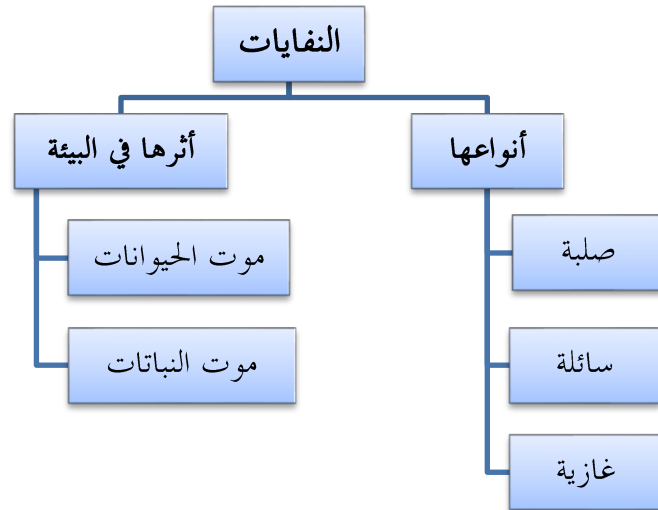 النفايات
أنواعها
صلبة
سائلة
غازية
أثرها في البيئة
موت الحيوانات
موت النباتات